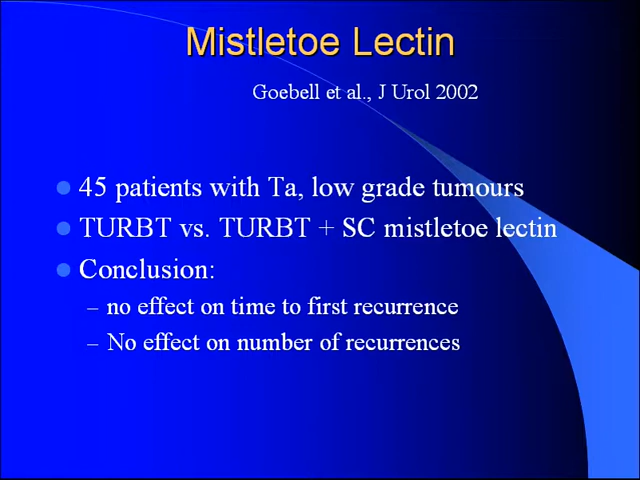 Mistletoe Lectin
Goebell et al., J Urol 2002
45 patients with Ta, low grade tumours
TURBT vs. TURBT + SC mistletoe lectin
Conclusion:
– no effect on time to first recurrence
– No effect on number of recurrences